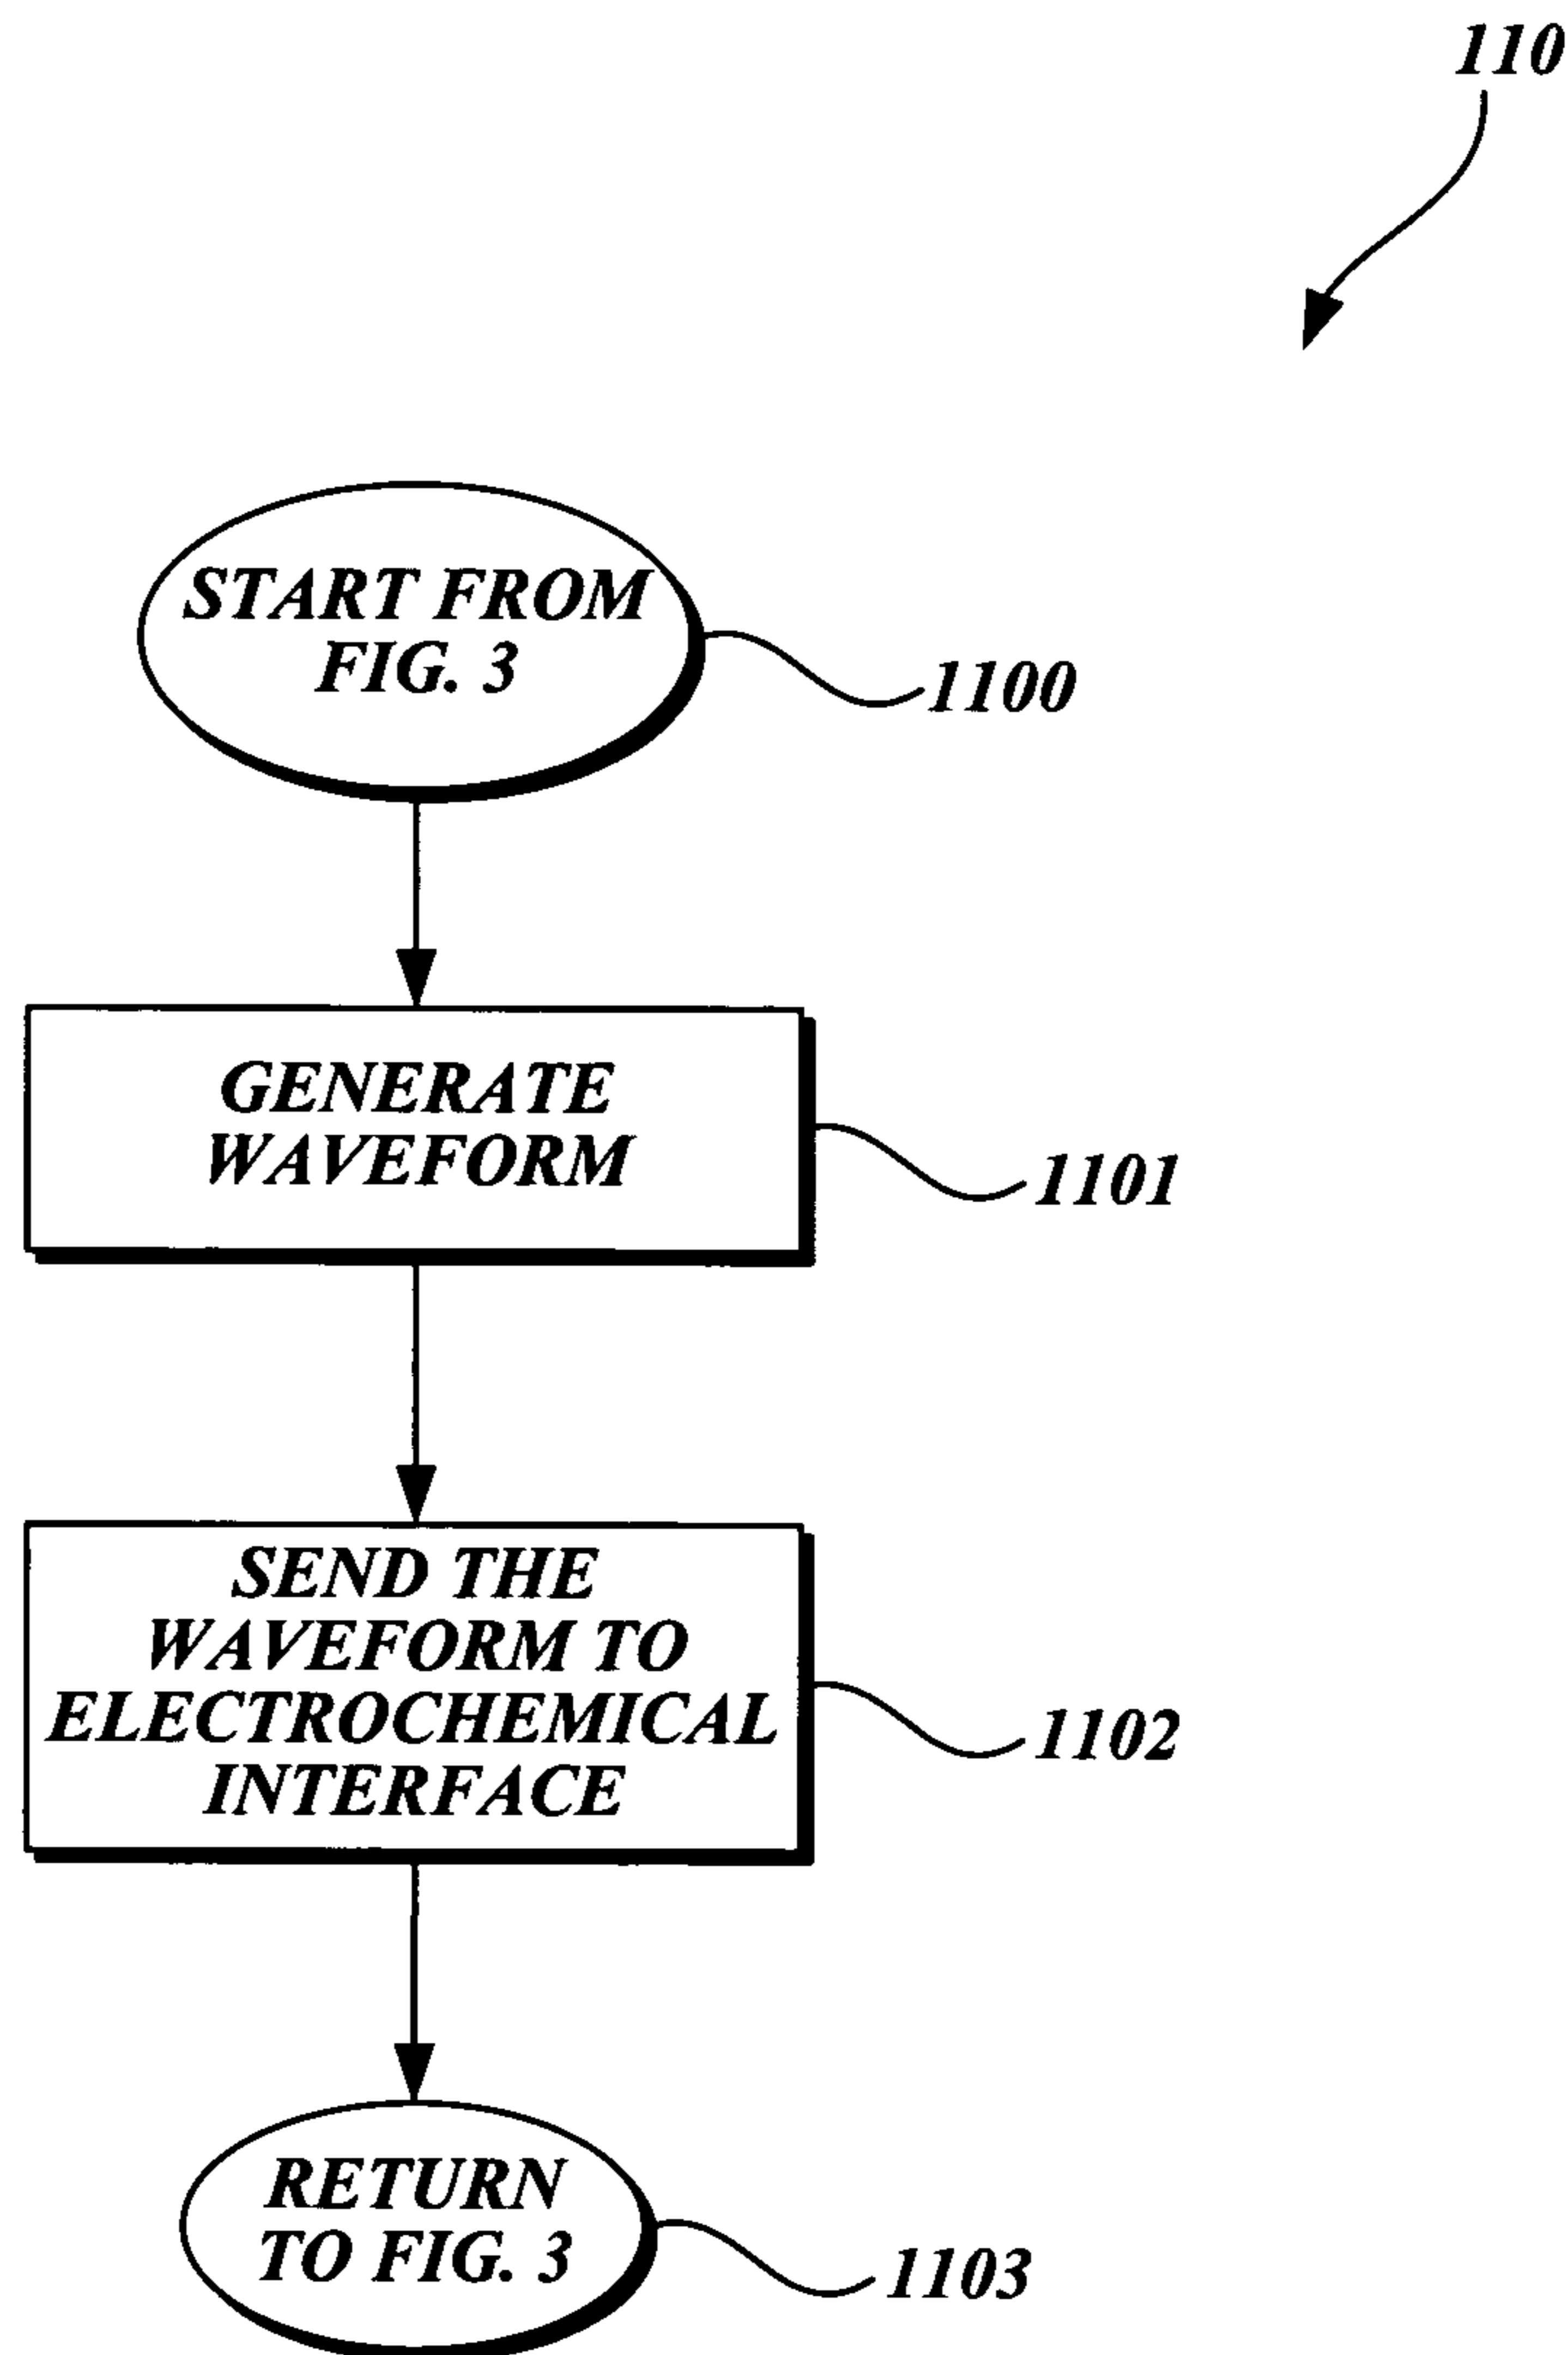 110
START FROM
FIG. 3
1100
GENERATE
WAVEFORM
1101
SEND THE
WAVEFORM TO
ELECTROCHEMICAL
INTERFACE
1102
RETURN
TO FIG. 3
1103